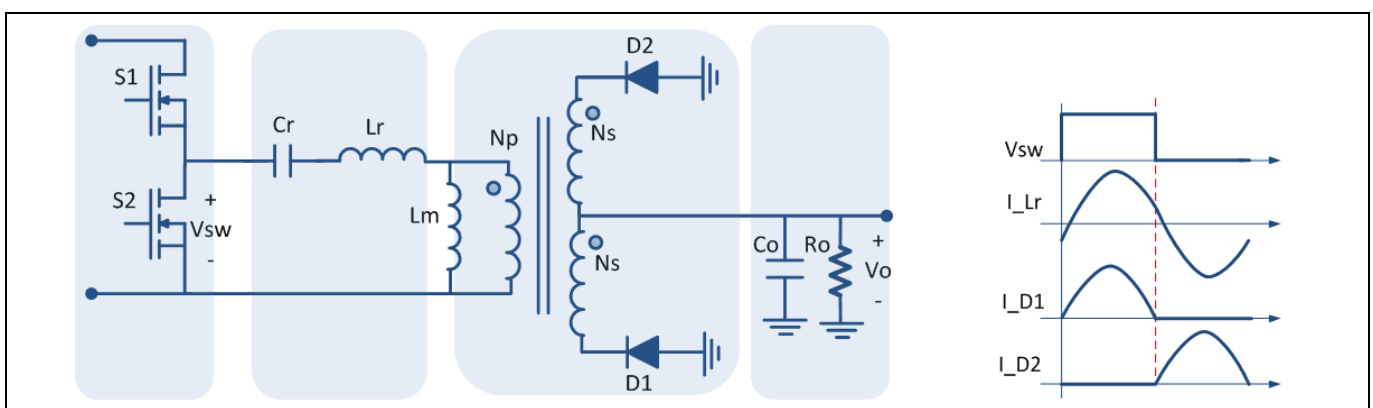 D2
S1
Cr
Lr
Np
Ns
Vsw
S2
+
Vsw
-
Lm
I_Lr
Ns
Co
Ro
+
Vo
-
I_D1
D1
I_D2